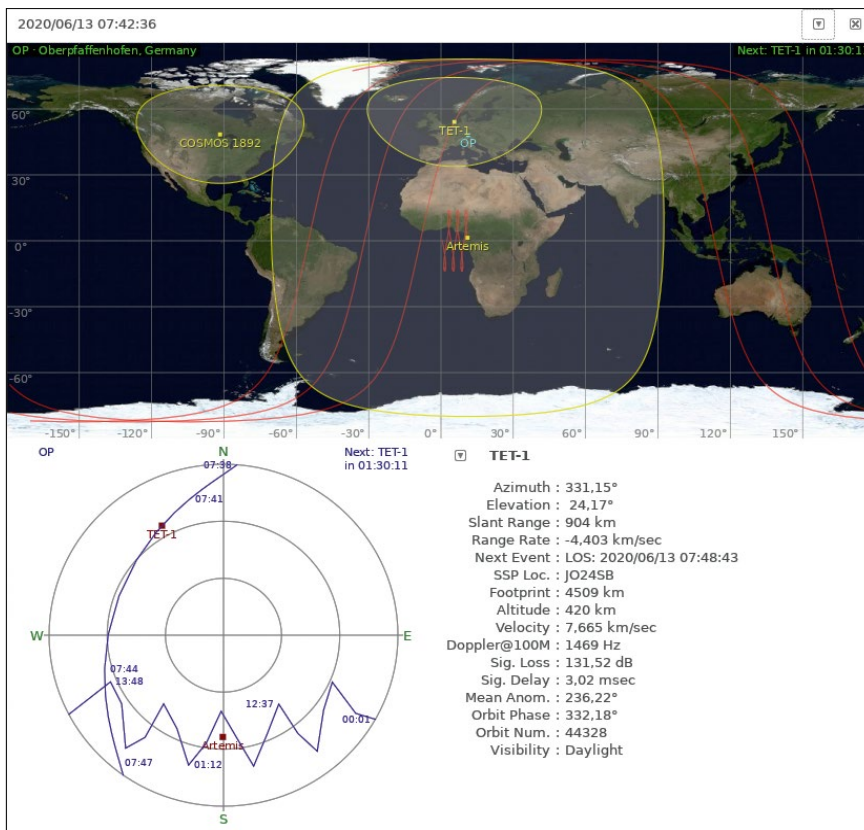 2020/06/13 07:42:36
OP · Oberpfaffenhofen, Germany
Next: TET-1 in 01:30:11
60°
30°
0°
-30°
-60°
COSMOS 1892
TET-1
OP
Artemis
-150° -120° -90° -60° -30° 0° 30° 60° 90° 120° 150°
OP
N
Next: TET-1
in 01:30:11
07:38
07:41
TET-1
W
E
07:44
13:48
12:37
00:01
Artemis
07:47
01:12
S
TET-1
Azimuth : 331,15°
Elevation : 24,17°
Slant Range : 904 km
Range Rate : -4,403 km/sec
Next Event : LOS: 2020/06/13 07:48:43
SSP Loc. : JO24SB
Footprint : 4509 km
Altitude : 420 km
Velocity : 7,665 km/sec
Doppler@100M : 1469 Hz
Sig. Loss : 131,52 dB
Sig. Delay : 3,02 msec
Mean Anom. : 236,22°
Orbit Phase : 332,18°
Orbit Num. : 44328
Visibility : Daylight